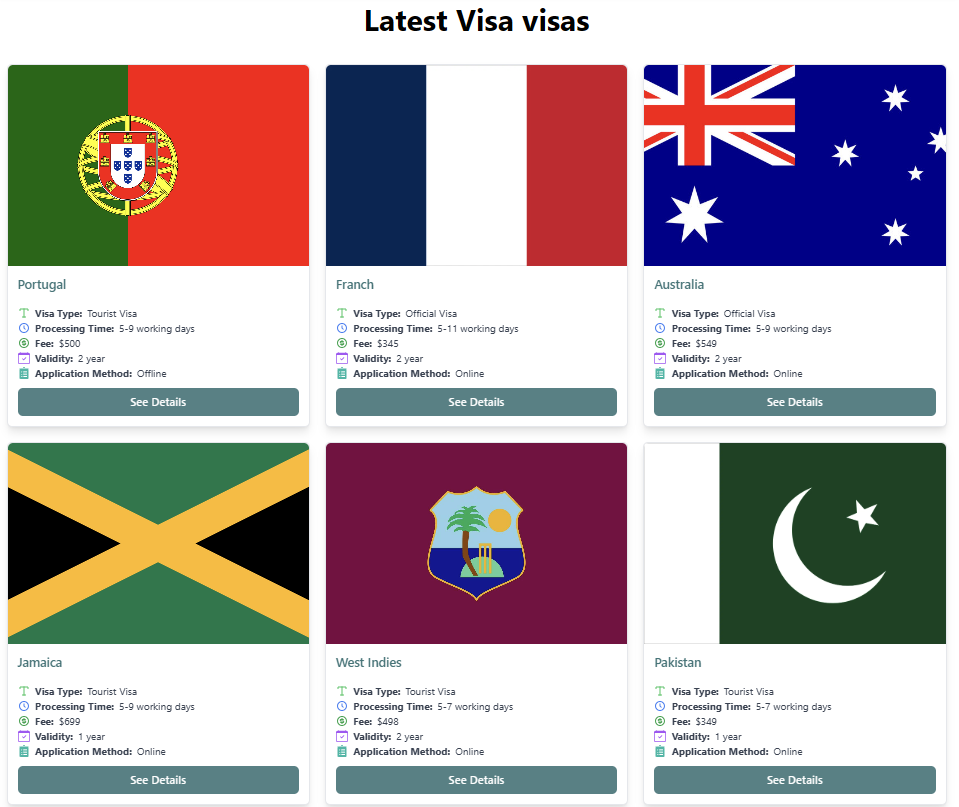 Latest Visa visas
Portugal
Visa Type: Tourist Visa
Processing Time: 5-9 working days
Fee: $500
Validity: 2 year
Application Method: Offline
See Details
Franch
Visa Type: Official Visa
Processing Time: 5-11 working days
Fee: $345
Validity: 2 year
Application Method: Online
See Details
Australia
Visa Type: Official Visa
Processing Time: 5-9 working days
Fee: $549
Validity: 2 year
Application Method: Online
See Details
Jamaica
Visa Type: Tourist Visa
Processing Time: 5-9 working days
Fee: $699
Validity: 1 year
Application Method: Online
See Details
West Indies
Visa Type: Tourist Visa
Processing Time: 5-7 working days
Fee: $498
Validity: 2 year
Application Method: Online
See Details
Pakistan
Visa Type: Tourist Visa
Processing Time: 5-7 working days
Fee: $349
Validity: 1 year
Application Method: Online
See Details